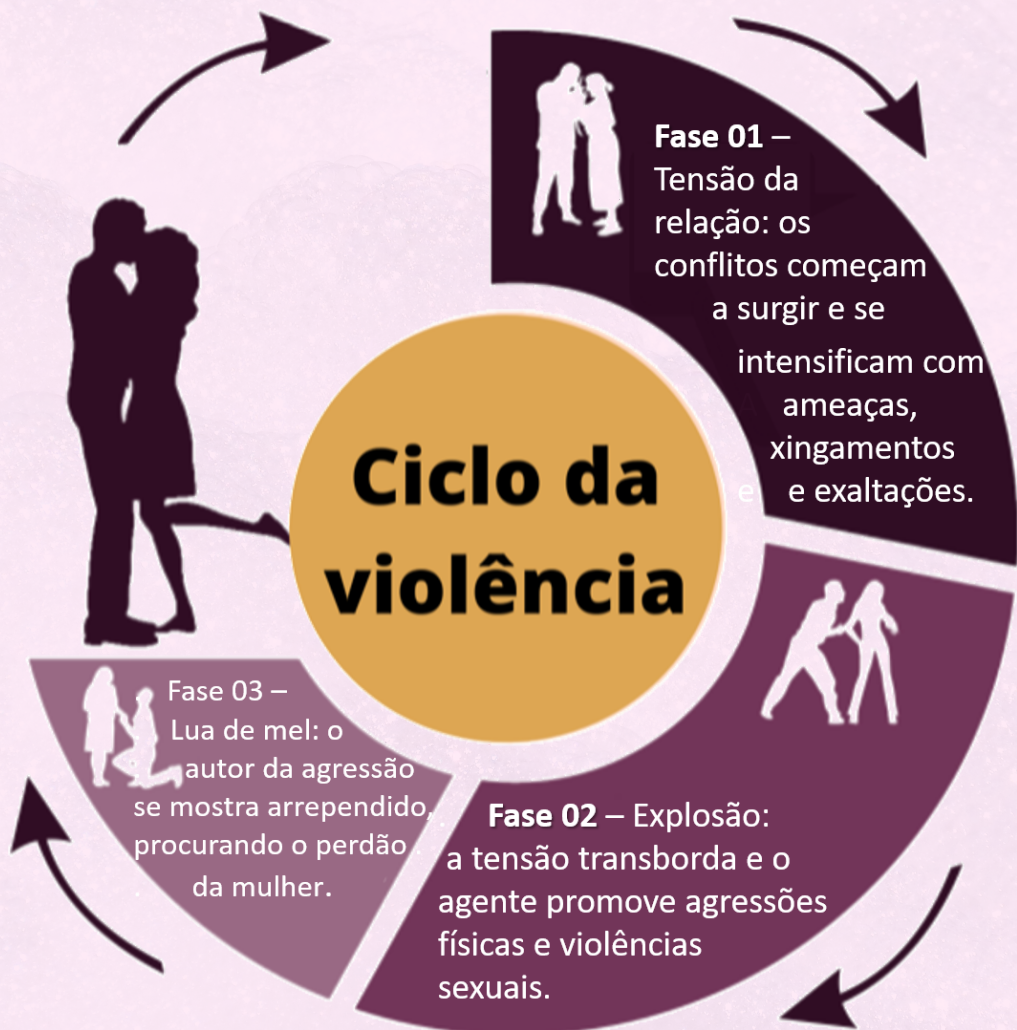 Fase 01 –
Tensão da
relação: os
conflitos começam
a surgir e se
intensificam com
ameaças,
xingamentos
e e exaltações.
Ciclo da
violência
Fase 02 – Explosão:
a tensão transborda e o
agente promove agressões
físicas e violências
sexuais.
Fase 03 –
Lua de mel: o
autor da agressão
se mostra arrependido,
procurando o perdão
da mulher.